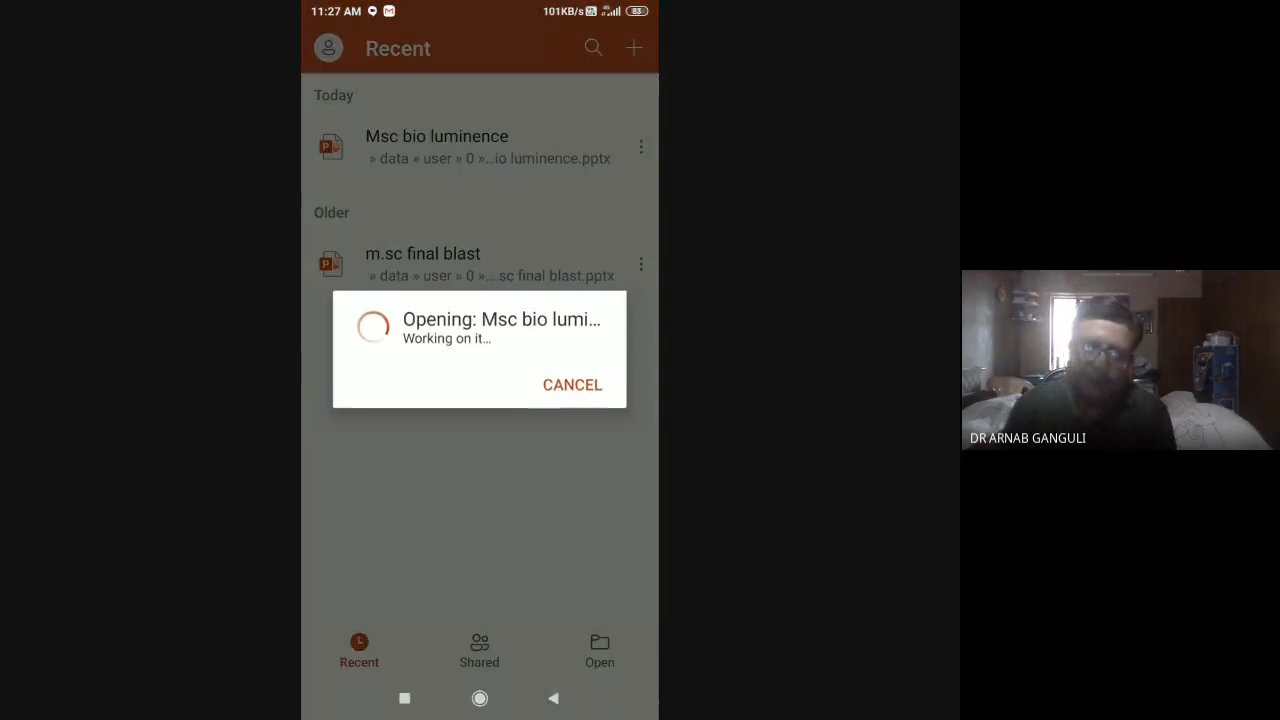 11:27 AM
101KB/s 4G 83
Recent
Today
Msc bio luminence
» data » user » 0 »...io luminence.pptx
Older
m.sc final blast
» data » user » 0 »... sc final blast.pptx
Opening: Msc bio lumi...
Working on it...
CANCEL
DR ARNAB GANGULI
Recent
Shared
Open